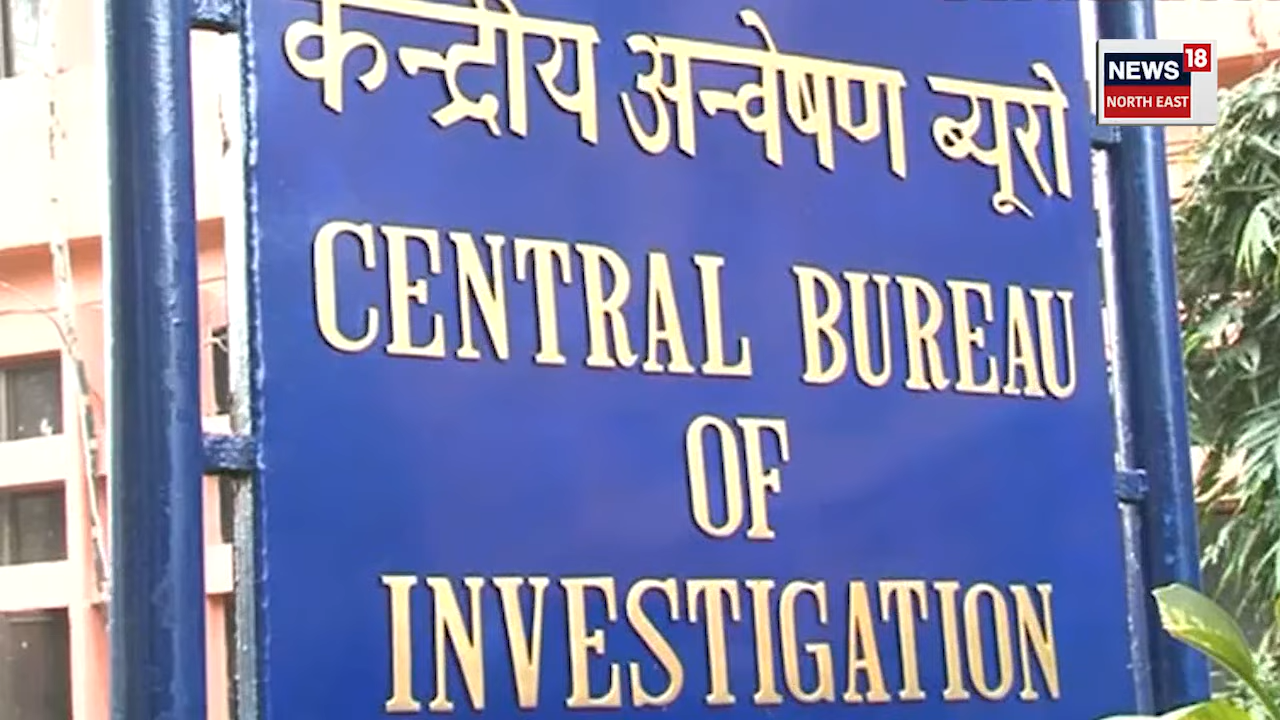 केन्द्रीय अन्वेषण ब्यूरो
CENTRAL BUREAU
OF
INVESTIGATION
NEWS 18
NORTH EAST